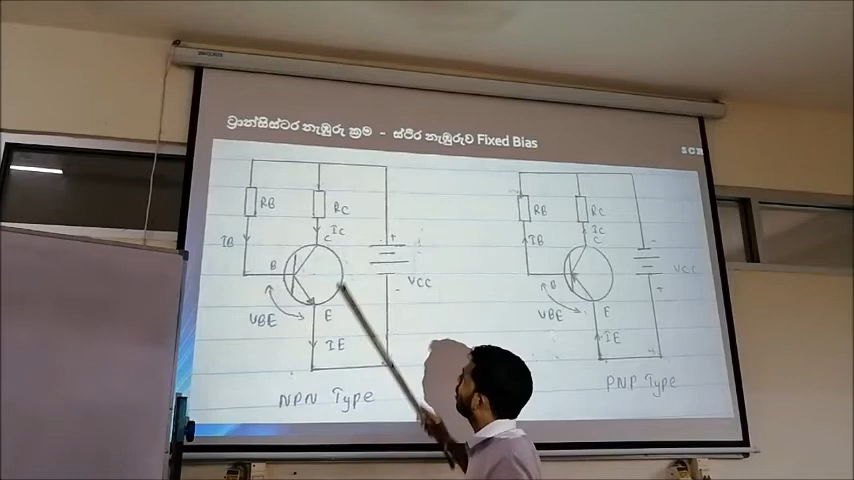 ට්‍රාන්සිස්ටර නැඹුරු ක්‍රම - ස්ථිර නැඹුරුව Fixed Bias
RB
RC
IB
IC
C
B
+
-
VCC
VBE
E
IE
NPN Type
RB
RC
IB
IC
C
B
-
+
VCC
VBE
E
IE
PNP Type